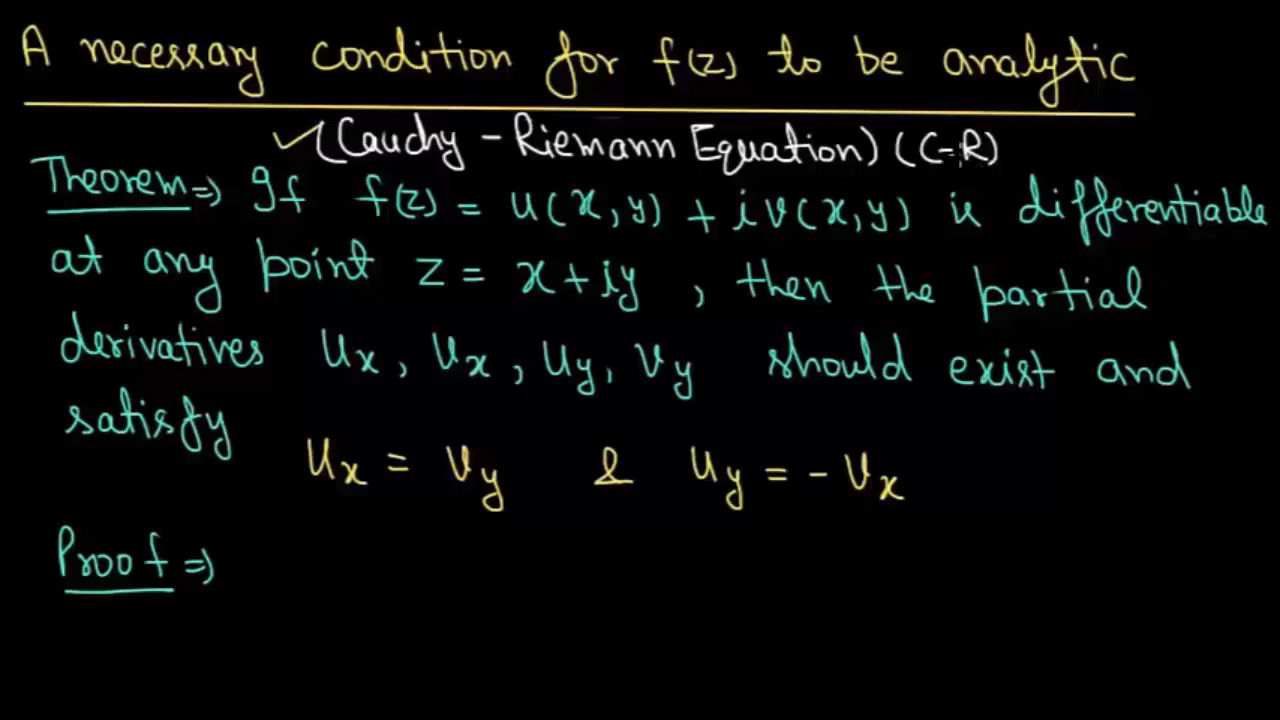 A necessary condition for f(z) to be analytic
✓ (Cauchy - Riemann Equation) (C-R)
Theorem ⇒ If f(z) = u(x,y) + iv(x,y) is differentiable
at any point z = x + iy , then the partial
derivatives Ux, Vx, Uy, Vy should exist and
satisfy
Ux = Vy & Uy = - Vx
Proof ⇒